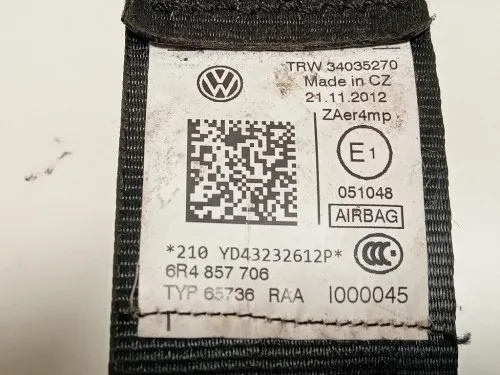 TRW 34035270
Made in CZ
21.11.2012
ZAer4mp
E1
051048
AIRBAG
*210 YD43232612P*
6R4 857 706
TYP 65736 RAA I000045